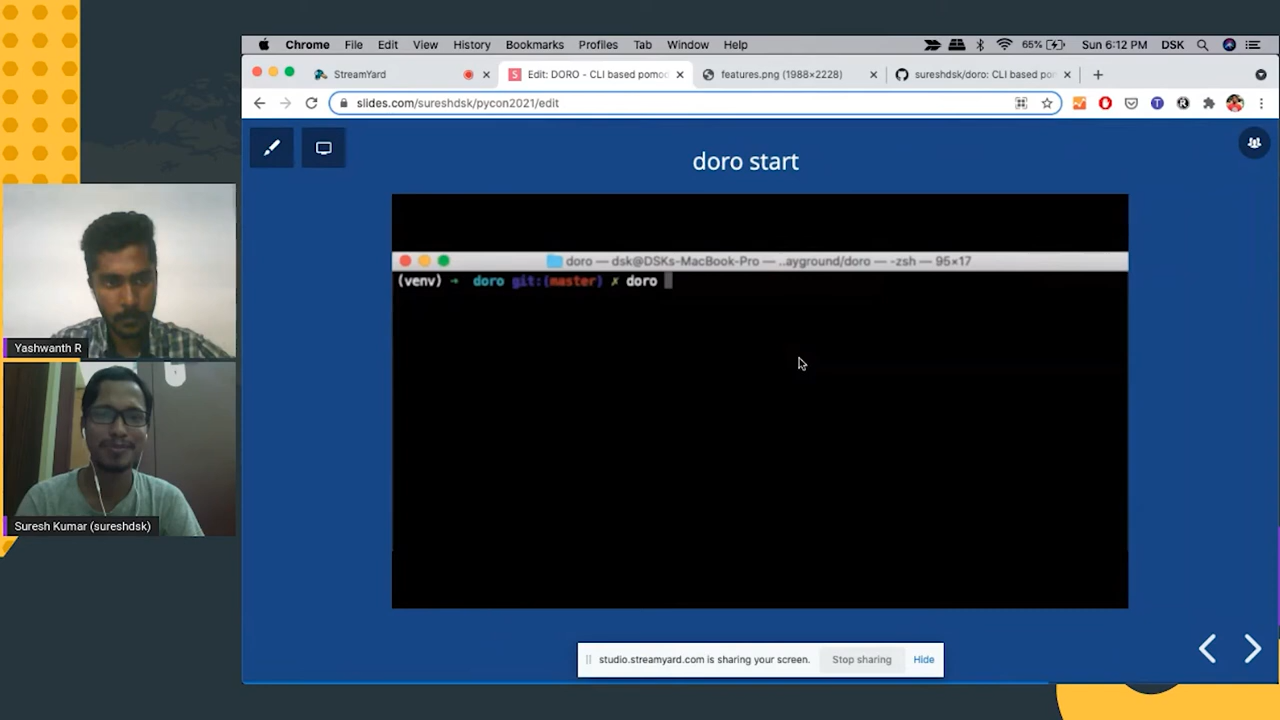 Chrome File Edit View History Bookmarks Profiles Tab Window Help 65% Sun 6:12 PM DSK
StreamYard
Edit: DORO - CLI based pomod
features.png (1988×2228)
sureshdsk/doro: CLI based po
slides.com/sureshdsk/pycon2021/edit
doro start
doro — dsk@DSKs-MacBook-Pro — ..ayground/doro — -zsh — 95×17
(venv) → doro git:(master) ✗ doro
Yashwanth R
Suresh Kumar (sureshdsk)
studio.streamyard.com is sharing your screen. Stop sharing Hide